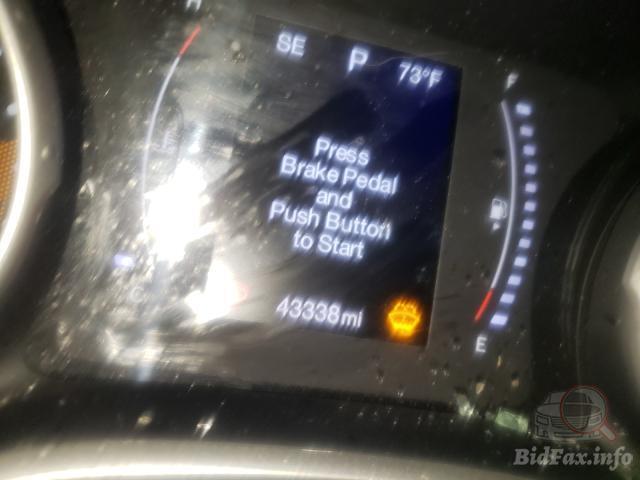 H
SE P 73°F
F
Press
Brake Pedal
and
Push Button
to Start
C
43338mi
E
BidFax.info